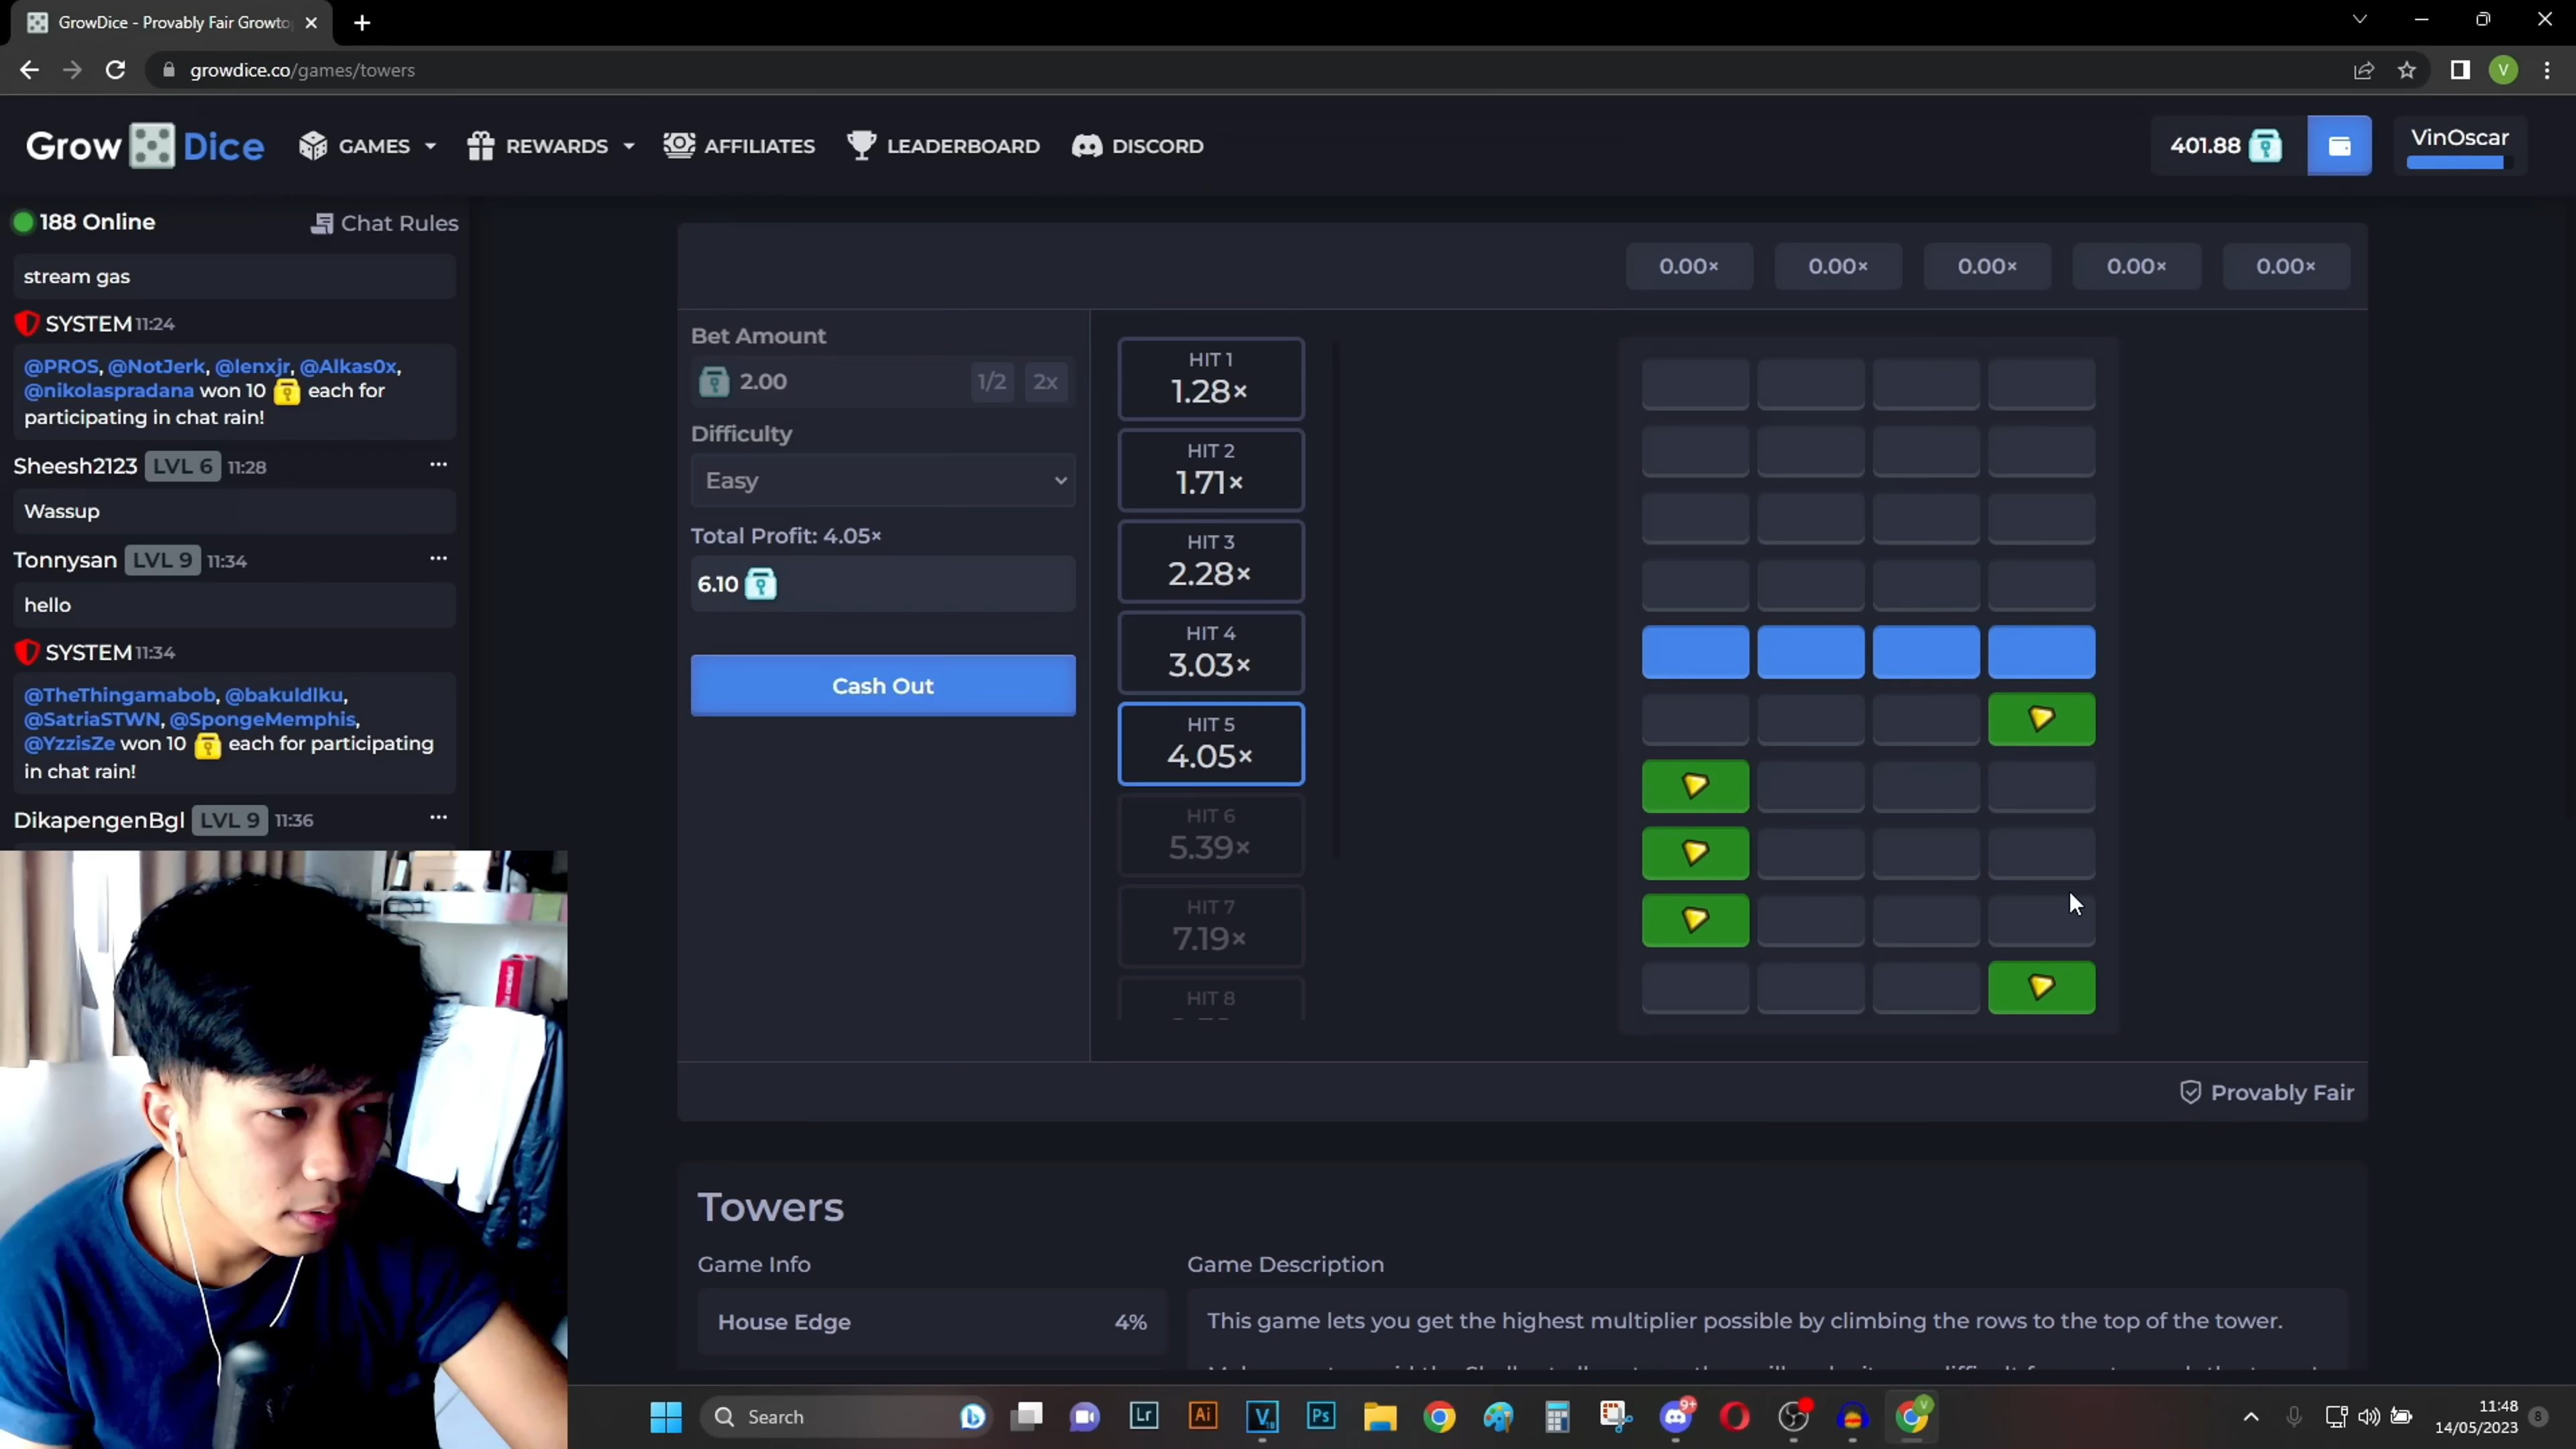 GrowDice - Provably Fair Growto
growdice.co/games/towers
V
Grow Dice
GAMES
REWARDS
AFFILIATES
LEADERBOARD
DISCORD
401.88
VinOscar
188 Online
Chat Rules
stream gas
SYSTEM 11:24
@PROS, @NotJerk, @lenxjr, @Alkas0x,
@nikolaspradana won 10 each for
participating in chat rain!
Sheesh2123 LVL 6 11:28
Wassup
Tonnysan LVL 9 11:34
hello
SYSTEM 11:34
@TheThingamabob, @bakuldlku,
@SatriaSTWN, @SpongeMemphis,
@YzzisZe won 10 each for participating
in chat rain!
DikapengenBgl LVL 9 11:36
0.00× 0.00× 0.00× 0.00× 0.00×
Bet Amount
2.00 1/2 2x
Difficulty
Easy
Total Profit: 4.05×
6.10
Cash Out
HIT 1
1.28×
HIT 2
1.71×
HIT 3
2.28×
HIT 4
3.03×
HIT 5
4.05×
HIT 6
5.39×
HIT 7
7.19×
HIT 8
Provably Fair
Towers
Game Info
House Edge 4%
Game Description
This game lets you get the highest multiplier possible by climbing the rows to the top of the tower.
Search
Lr
Ai
V
Ps
9+
V
11:48
14/05/2023
8